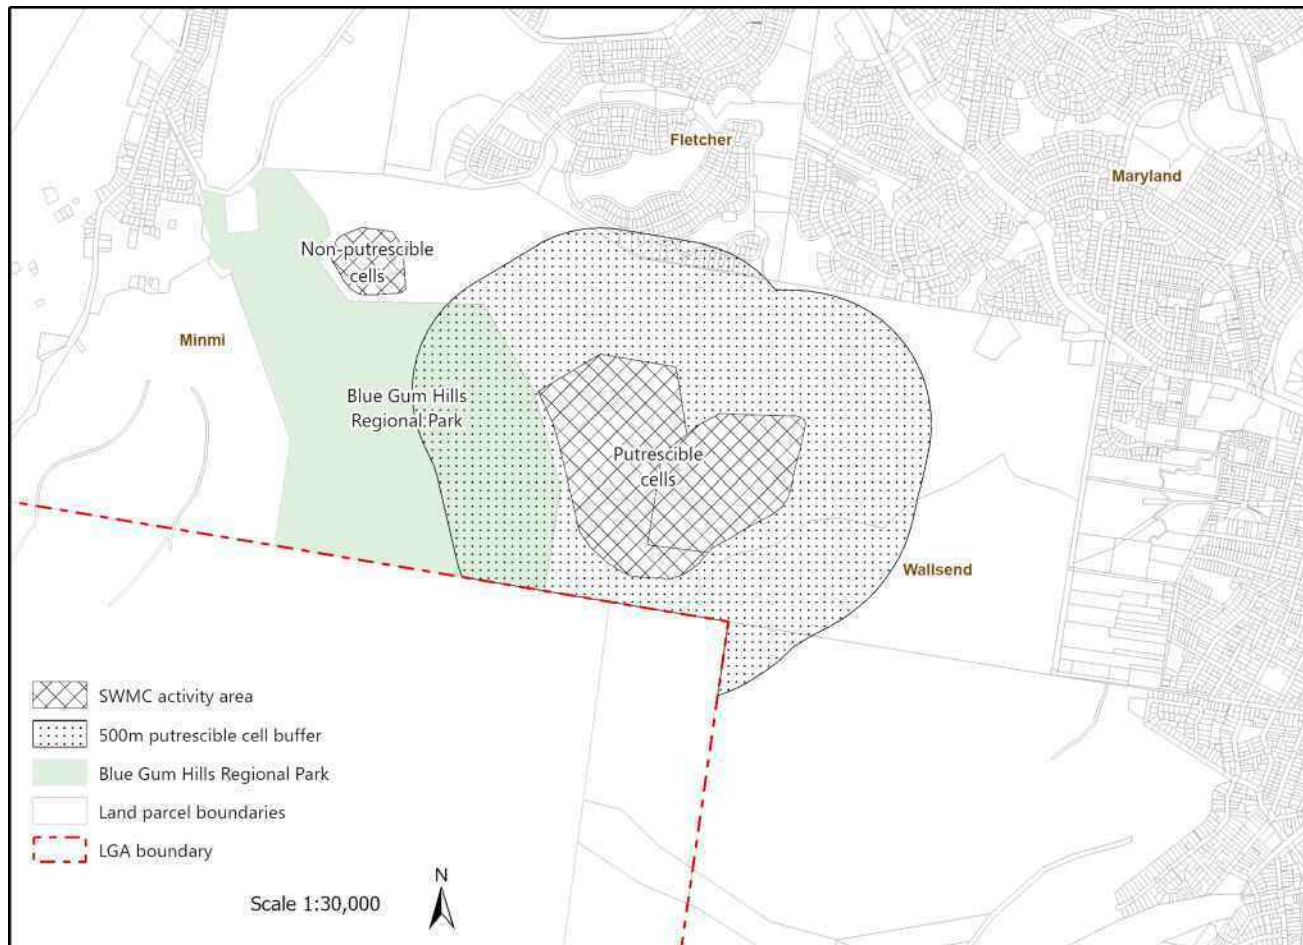 Fletcher
Maryland
Non-putrescible
cells
Minmi
Blue Gum Hills
Regional Park
Putrescible
cells
Wallsend
SWMC activity area
500m putrescible cell buffer
Blue Gum Hills Regional Park
Land parcel boundaries
LGA boundary
N
Scale 1:30,000